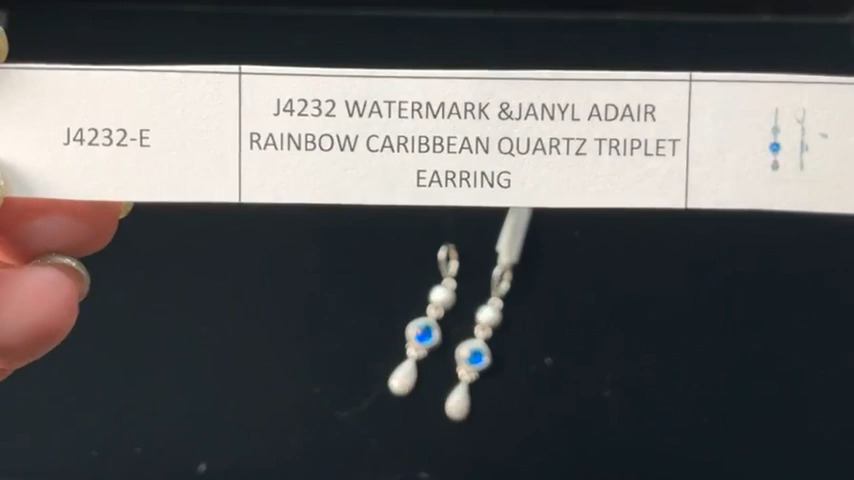 J4232-E
J4232 WATERMARK &JANYL ADAIR
RAINBOW CARIBBEAN QUARTZ TRIPLET
EARRING